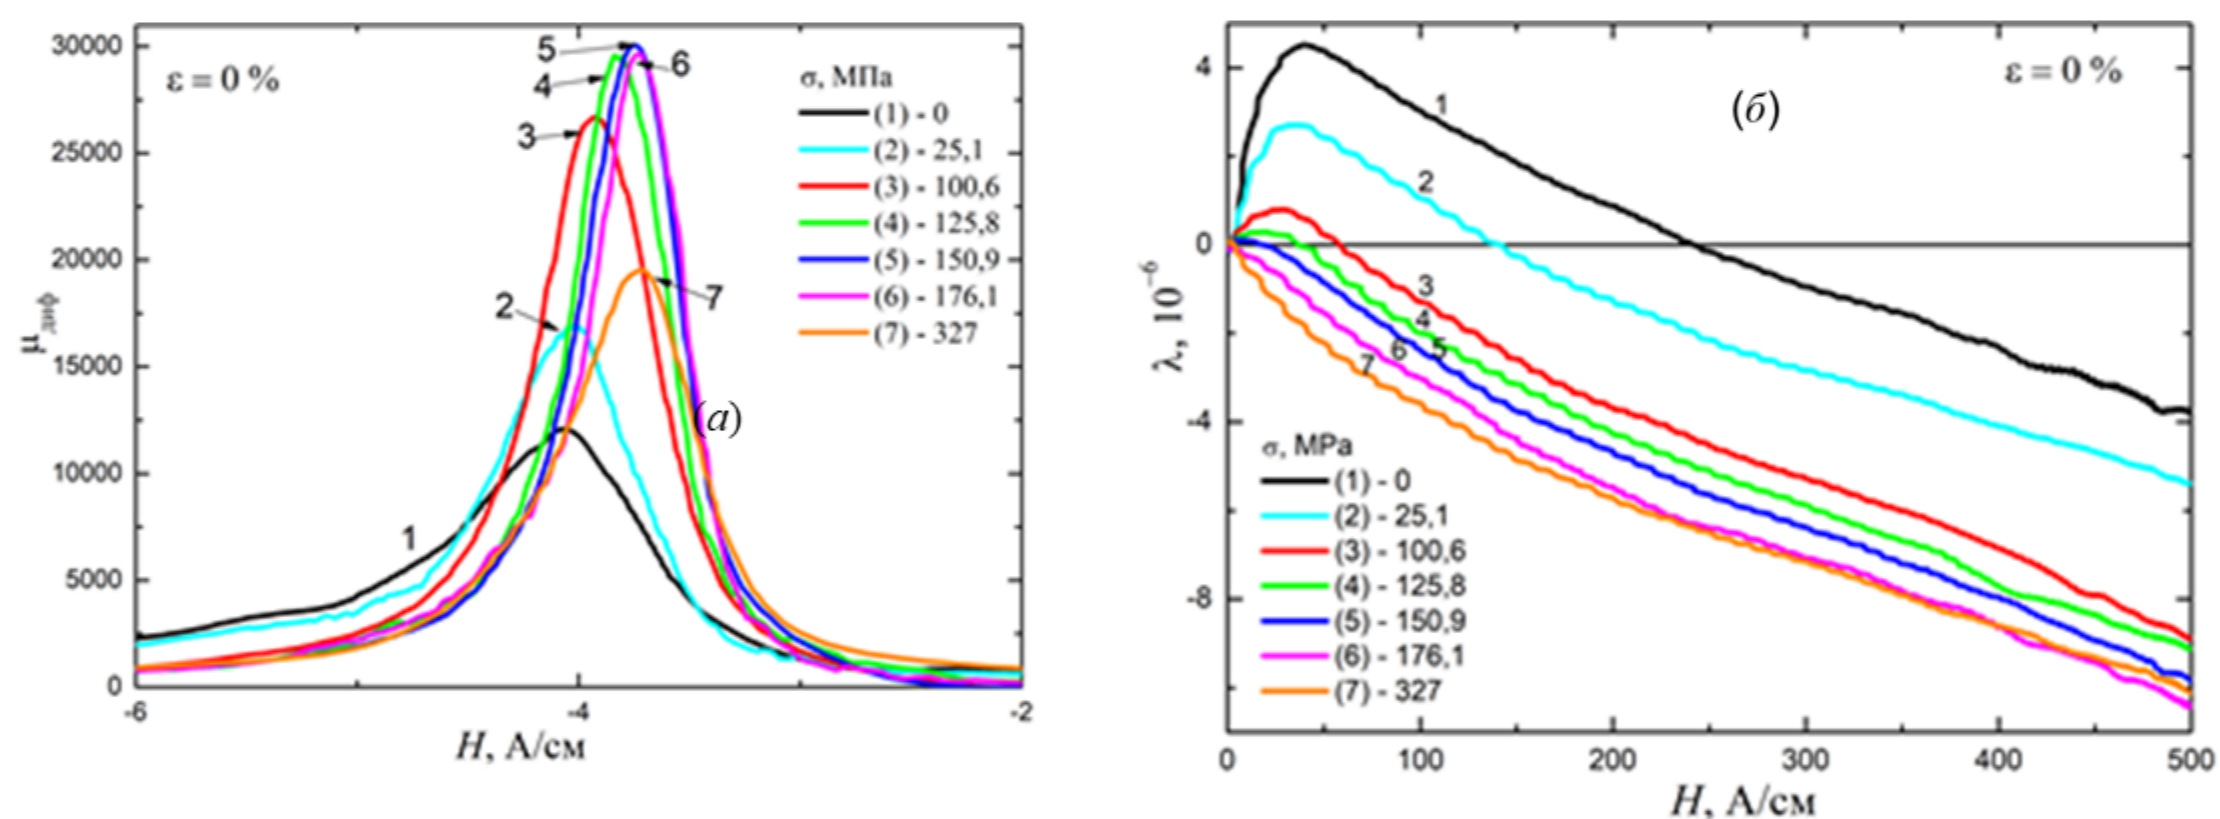 30000
25000
20000
15000
10000
5000
0
μдиф
ε = 0 %
5
4
6
3
2
7
1
σ, МПа
(1) - 0
(2) - 25,1
(3) - 100,6
(4) - 125,8
(5) - 150,9
(6) - 176,1
(7) - 327
(а)
-6
-4
-2
H, А/см
4
0
-4
-8
λ, 10⁻⁶
ε = 0 %
(б)
1
2
3
4
7 6 5
σ, MPa
(1) - 0
(2) - 25,1
(3) - 100,6
(4) - 125,8
(5) - 150,9
(6) - 176,1
(7) - 327
0
100
200
300
400
500
H, А/см